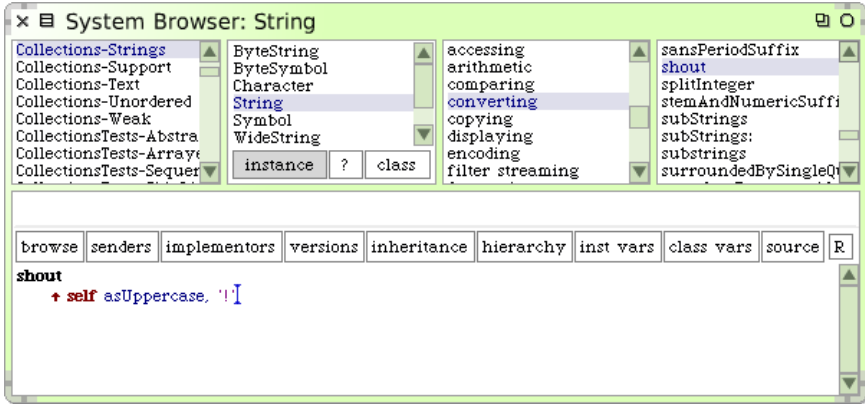 System Browser: String
Collections-Strings
Collections-Support
Collections-Text
Collections-Unordered
Collections-Weak
CollectionsTests-Abstra
CollectionsTests-Arraye
CollectionsTests-Sequer
ByteString
ByteSymbol
Character
String
Symbol
WideString
instance ? class
accessing
arithmetic
comparing
converting
copying
displaying
encoding
filter streaming
sansPeriodSuffix
shout
splitInteger
stemAndNumericSuffi
subStrings
subStrings:
substrings
surroundedBySingleQu
browse senders implementors versions inheritance hierarchy inst vars class vars source R
shout
↑ self asUppercase, '!'